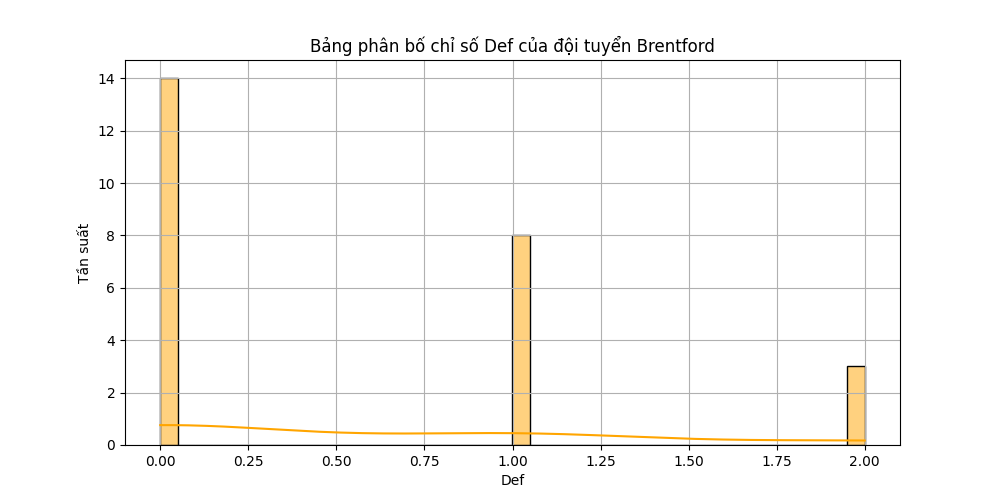 Bảng phân bố chỉ số Def của đội tuyển Brentford
Tần suất
14
12
10
8
6
4
2
0
0.00 0.25 0.50 0.75 1.00 1.25 1.50 1.75 2.00
Def